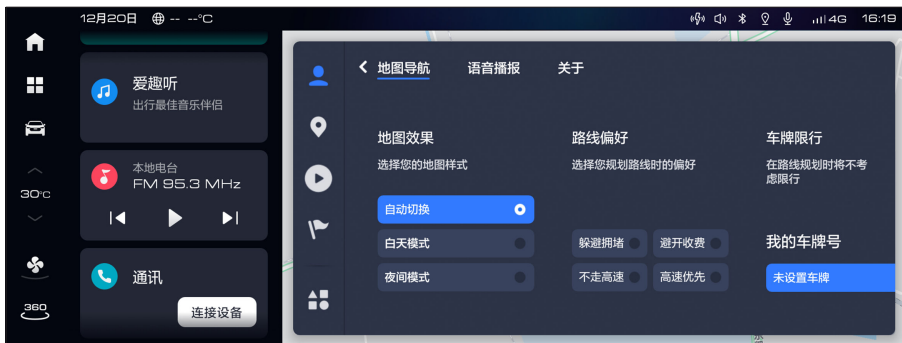 12月20日 -- --°C
4G 16:19
爱趣听
出行最佳音乐伴侣
本地电台
FM 95.3 MHz
30°C
通讯
连接设备
360
地图导航 语音播报 关于
地图效果
选择您的地图样式
自动切换
白天模式
夜间模式
路线偏好
选择您规划路线时的偏好
躲避拥堵 避开收费
不走高速 高速优先
车牌限行
在路线规划时将不考
虑限行
我的车牌号
未设置车牌